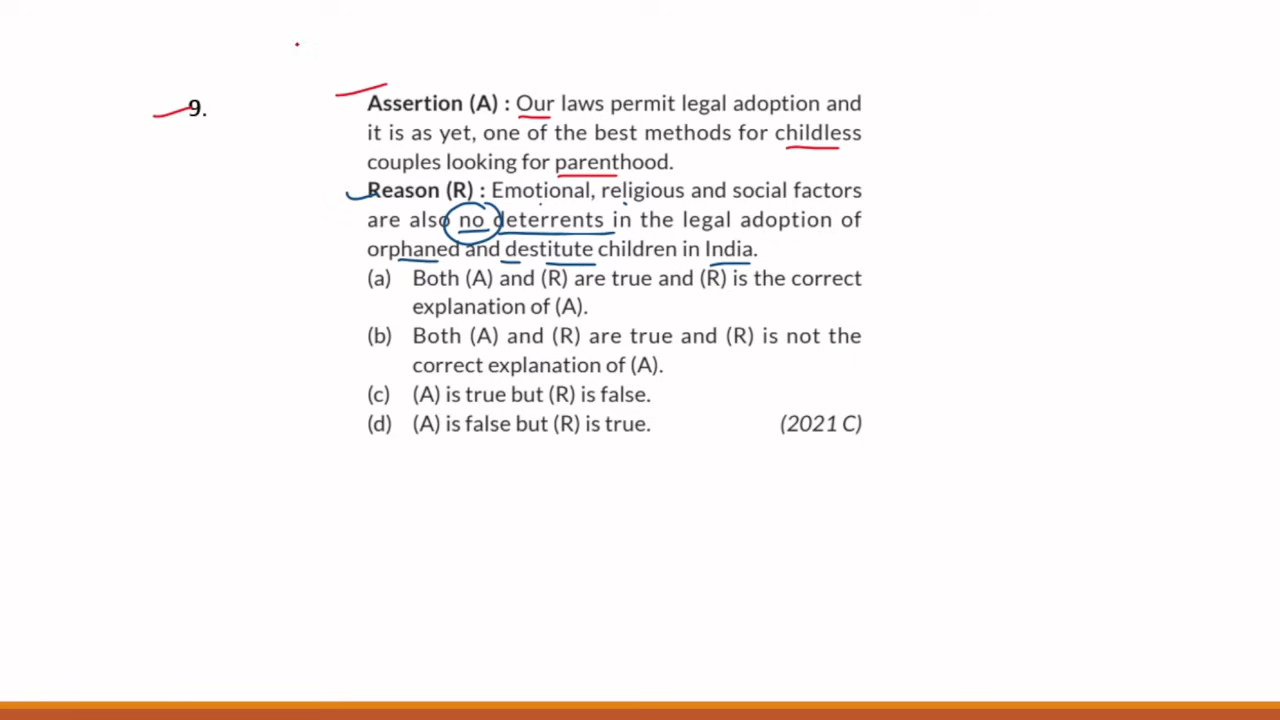 9.
Assertion (A) : Our laws permit legal adoption and
it is as yet, one of the best methods for childless
couples looking for parenthood.
Reason (R) : Emotional, religious and social factors
are also no deterrents in the legal adoption of
orphaned and destitute children in India.
(a) Both (A) and (R) are true and (R) is the correct
explanation of (A).
(b) Both (A) and (R) are true and (R) is not the
correct explanation of (A).
(c) (A) is true but (R) is false.
(d) (A) is false but (R) is true. (2021 C)